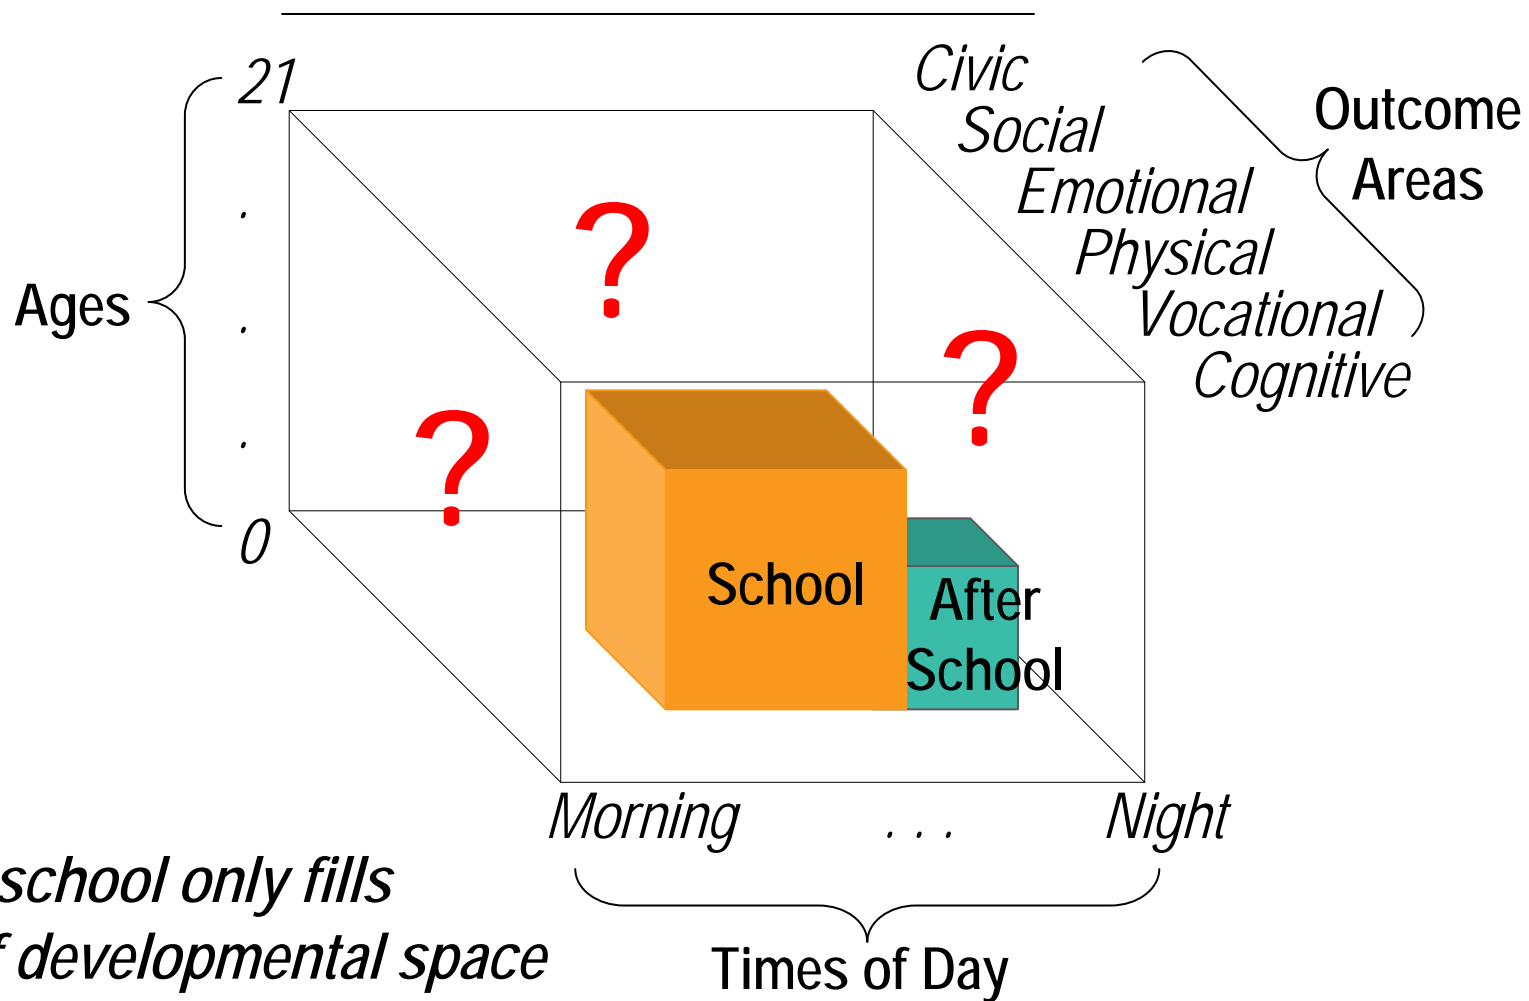 Civic
21
Social
Outcome
Areas
Emotional
.
?
Physical
Ages
.
Vocational
?
Cognitive
?
.
0
School
After
School
Morning
. . .
Night
school only fills
developmental space
Times of Day